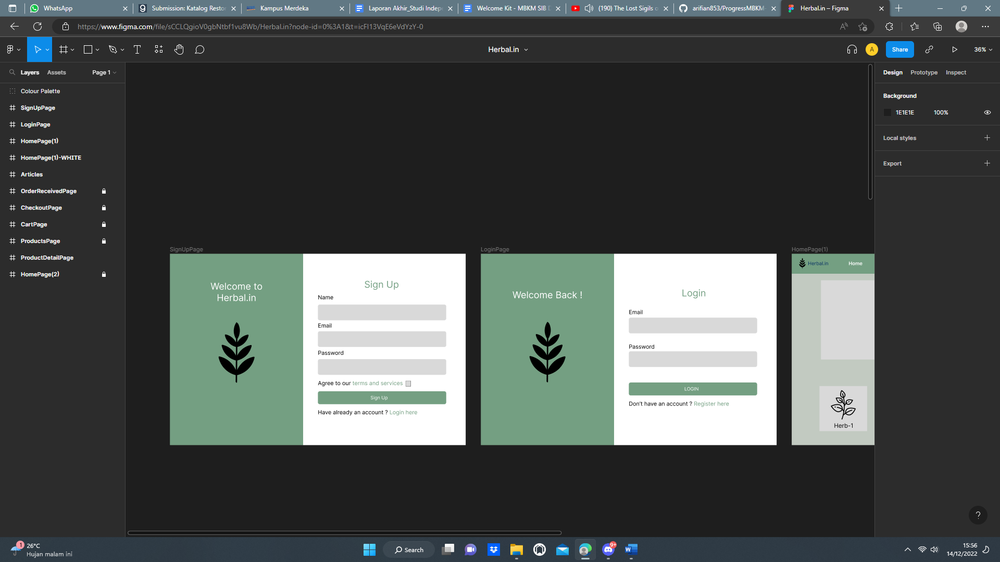 WhatsApp
Submission: Katalog Resto
Kampus Merdeka
Laporan Akhir_Studi Indep
Welcome Kit - MBKM SIB D
(190) The Lost Sigils o
arifian853/ProgressMBKM-
Herbal.in – Figma
https://www.figma.com/file/sCCLQgioV0gbNtbf1vu8Wb/Herbal.in?node-id=0%3A1&t=icFI13VqE6eVdYzY-0
Herbal.in
A
Share
36%
Layers
Assets
Page 1
Colour Palette
SignUpPage
LoginPage
HomePage(1)
HomePage(1)-WHITE
Articles
OrderReceivedPage
CheckoutPage
CartPage
ProductsPage
ProductDetailPage
HomePage(2)
Design
Prototype
Inspect
Background
1E1E1E
100%
Local styles
Export
SignUpPage
Welcome to
Herbal.in
Sign Up
Name
Email
Password
Agree to our terms and services
Sign Up
Have already an account ? Login here
LoginPage
Welcome Back !
Login
Email
Password
LOGIN
Don't have an account ? Register here
HomePage(1)
Herbal.in
Home
Herb-1
?
1
26°C
Hujan malam ini
Search
9+
15:56
14/12/2022